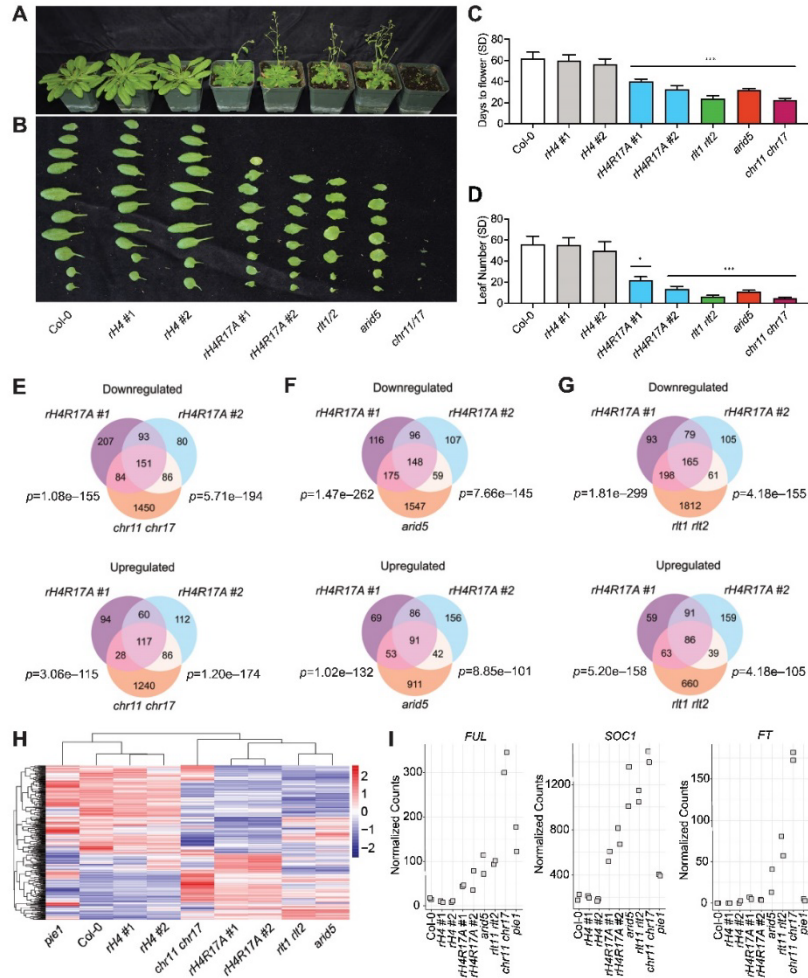 A
B
Col-0
rH4 #1
rH4 #2
rH4R17A #1
rH4R17A #2
rlt1/2
arid5
chr11/17
C
Days to flower (SD)
80
60
40
20
0
***
Col-0
rH4 #1
rH4 #2
rH4R17A #1
rH4R17A #2
rlt1 rlt2
arid5
chr11 chr17
D
Leaf Number (SD)
80
60
40
20
0
*
***
Col-0
rH4 #1
rH4 #2
rH4R17A #1
rH4R17A #2
rlt1 rlt2
arid5
chr11 chr17
E
Downregulated
rH4R17A #1
rH4R17A #2
207 93 80
151
84 86
p=1.08e−155
p=5.71e−194
1450
chr11 chr17
Upregulated
rH4R17A #1
rH4R17A #2
94 60 112
117
28 86
p=3.06e−115
p=1.20e−174
1240
chr11 chr17
F
Downregulated
rH4R17A #1
rH4R17A #2
116 96 107
148
175 59
p=1.47e−262
p=7.66e−145
1547
arid5
Upregulated
rH4R17A #1
rH4R17A #2
69 86 156
91
53 42
p=1.02e−132
p=8.85e−101
911
arid5
G
Downregulated
rH4R17A #1
rH4R17A #2
93 79 105
165
198 61
p=1.81e−299
p=4.18e−155
1812
rlt1 rlt2
Upregulated
rH4R17A #1
rH4R17A #2
59 91 159
86
63 39
p=5.20e−158
p=4.18e−105
660
rlt1 rlt2
H
2
1
0
−1
−2
pie1
Col-0
rH4 #1
rH4 #2
chr11 chr17
rH4R17A #1
rH4R17A #2
rlt1 rlt2
arid5
I
FUL
Normalized Counts
300
200
100
0
Col-0
rH4 #1
rH4 #2
rH4R17A #1
rH4R17A #2
arid5
rlt1 rlt2
chr11 chr17
pie1
SOC1
Normalized Counts
1200
800
400
Col-0
rH4 #1
rH4 #2
rH4R17A #1
rH4R17A #2
arid5
rlt1 rlt2
chr11 chr17
pie1
FT
Normalized Counts
150
100
50
0
Col-0
rH4 #1
rH4 #2
rH4R17A #1
rH4R17A #2
arid5
rlt1 rlt2
chr11 chr17
pie1